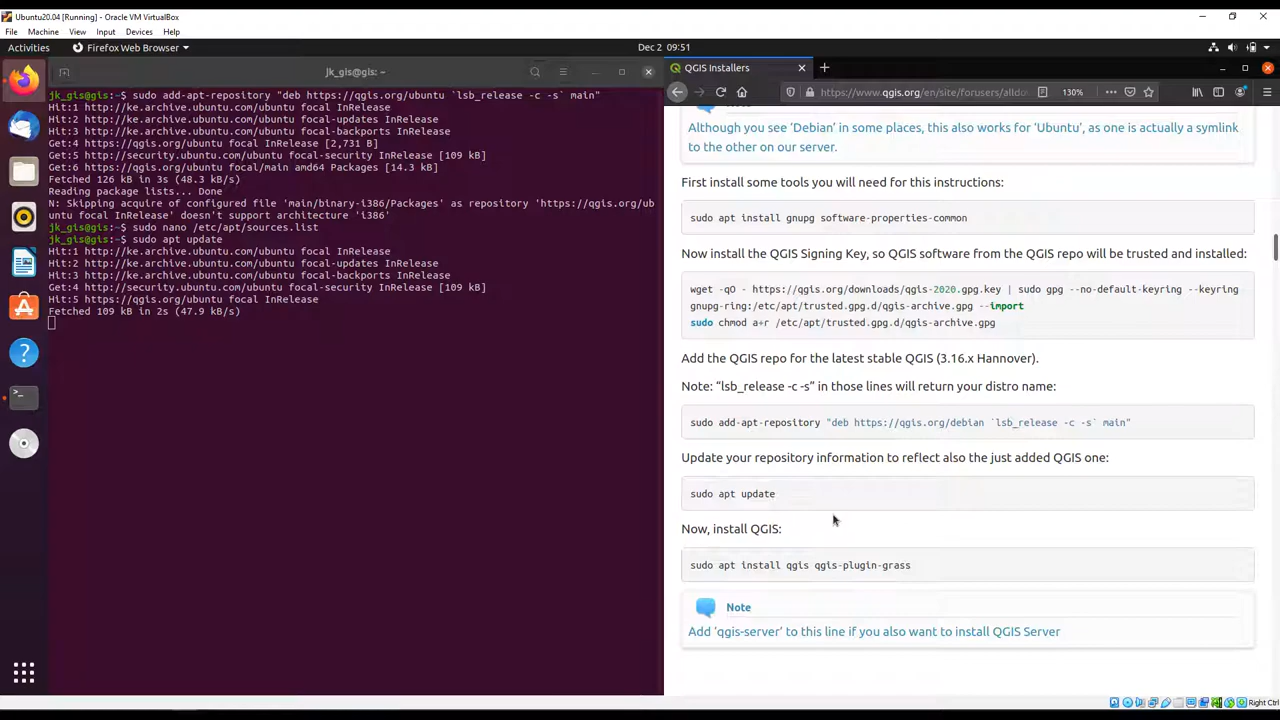 Ubuntu20.04 [Running] - Oracle VM VirtualBox
File Machine View Input Devices Help
Activities Firefox Web Browser Dec 2 09:51
jk_gis@gis: ~
jk_gis@gis:~$ sudo add-apt-repository "deb https://qgis.org/ubuntu `lsb_release -c -s` main"
Hit:1 http://ke.archive.ubuntu.com/ubuntu focal InRelease
Hit:2 http://ke.archive.ubuntu.com/ubuntu focal-updates InRelease
Hit:3 http://ke.archive.ubuntu.com/ubuntu focal-backports InRelease
Get:4 https://qgis.org/ubuntu focal InRelease [2,731 B]
Get:5 http://security.ubuntu.com/ubuntu focal-security InRelease [109 kB]
Get:6 https://qgis.org/ubuntu focal/main amd64 Packages [14.3 kB]
Fetched 126 kB in 3s (48.3 kB/s)
Reading package lists... Done
N: Skipping acquire of configured file 'main/binary-i386/Packages' as repository 'https://qgis.org/ub
untu focal InRelease' doesn't support architecture 'i386'
jk_gis@gis:~$ sudo nano /etc/apt/sources.list
jk_gis@gis:~$ sudo apt update
Hit:1 http://ke.archive.ubuntu.com/ubuntu focal InRelease
Hit:2 http://ke.archive.ubuntu.com/ubuntu focal-updates InRelease
Hit:3 http://ke.archive.ubuntu.com/ubuntu focal-backports InRelease
Get:4 http://security.ubuntu.com/ubuntu focal-security InRelease [109 kB]
Hit:5 https://qgis.org/ubuntu focal InRelease
Fetched 109 kB in 2s (47.9 kB/s)
QGIS Installers
https://www.qgis.org/en/site/forusers/alldo
130%
Although you see 'Debian' in some places, this also works for 'Ubuntu', as one is actually a symlink
to the other on our server.
First install some tools you will need for this instructions:
sudo apt install gnupg software-properties-common
Now install the QGIS Signing Key, so QGIS software from the QGIS repo will be trusted and installed:
wget -qO - https://qgis.org/downloads/qgis-2020.gpg.key | sudo gpg --no-default-keyring --keyring
gnupg-ring:/etc/apt/trusted.gpg.d/qgis-archive.gpg --import
sudo chmod a+r /etc/apt/trusted.gpg.d/qgis-archive.gpg
Add the QGIS repo for the latest stable QGIS (3.16.x Hannover).
Note: "lsb_release -c -s" in those lines will return your distro name:
sudo add-apt-repository "deb https://qgis.org/debian `lsb_release -c -s` main"
Update your repository information to reflect also the just added QGIS one:
sudo apt update
Now, install QGIS:
sudo apt install qgis qgis-plugin-grass
Note
Add 'qgis-server' to this line if you also want to install QGIS Server
Right Ctrl